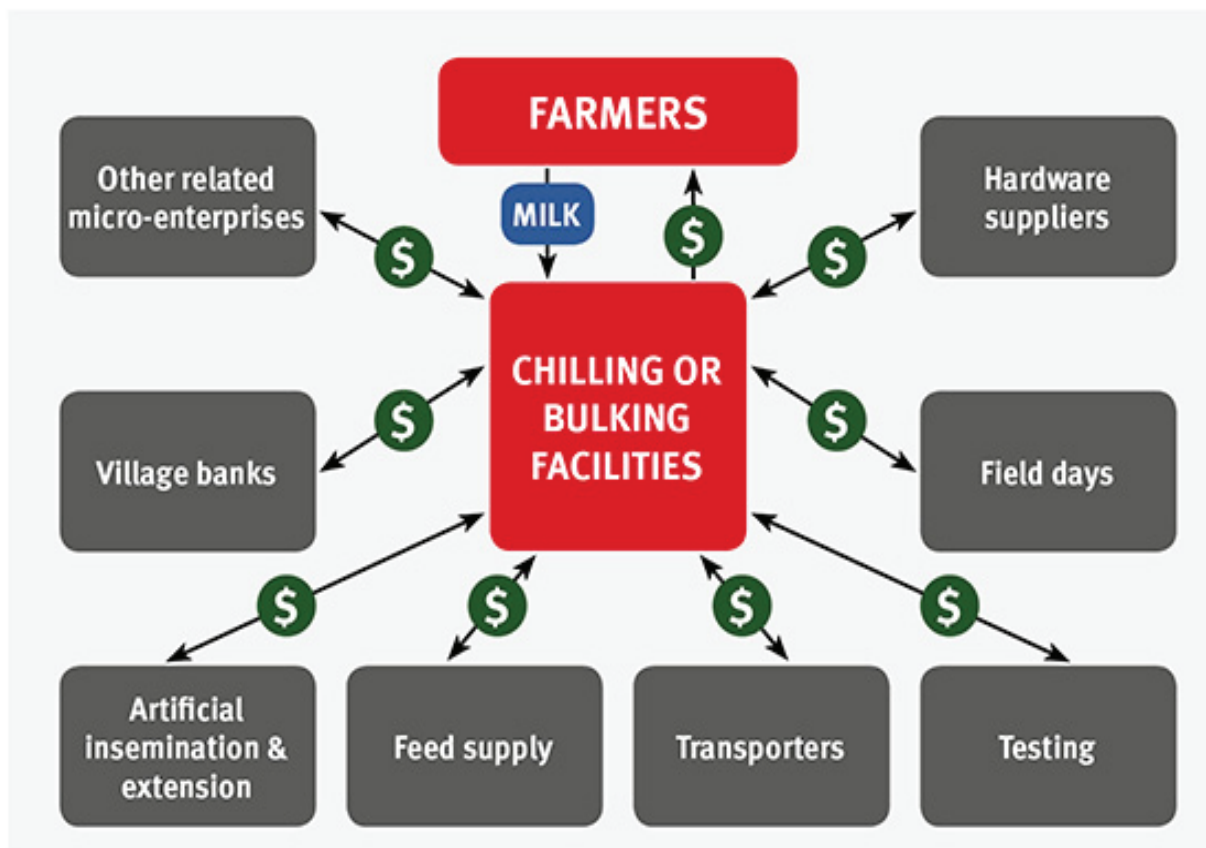 FARMERS
Other related
micro-enterprises
MILK
$
$
$
Hardware
suppliers
CHILLING OR
BULKING
FACILITIES
Village banks
$
$
Field days
$
$
$
$
Artificial
insemination &
extension
Feed supply
Transporters
Testing